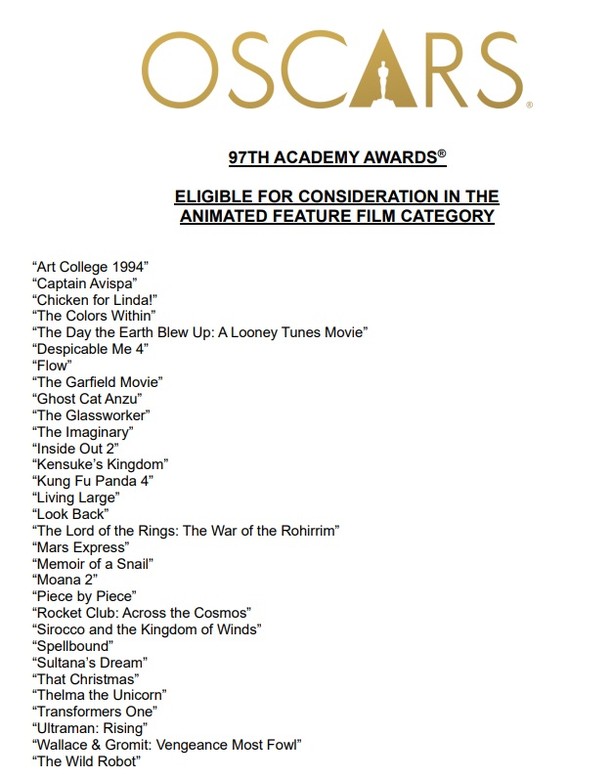 OSCARS®
97TH ACADEMY AWARDS®
ELIGIBLE FOR CONSIDERATION IN THE
ANIMATED FEATURE FILM CATEGORY
“Art College 1994”
“Captain Avispa”
“Chicken for Linda!”
“The Colors Within”
“The Day the Earth Blew Up: A Looney Tunes Movie”
“Despicable Me 4”
“Flow”
“The Garfield Movie”
“Ghost Cat Anzu”
“The Glassworker”
“The Imaginary”
“Inside Out 2”
“Kensuke’s Kingdom”
“Kung Fu Panda 4”
“Living Large”
“Look Back”
“The Lord of the Rings: The War of the Rohirrim”
“Mars Express”
“Memoir of a Snail”
“Moana 2”
“Piece by Piece”
“Rocket Club: Across the Cosmos”
“Sirocco and the Kingdom of Winds”
“Spellbound”
“Sultana’s Dream”
“That Christmas”
“Thelma the Unicorn”
“Transformers One”
“Ultraman: Rising”
“Wallace & Gromit: Vengeance Most Fowl”
“The Wild Robot”